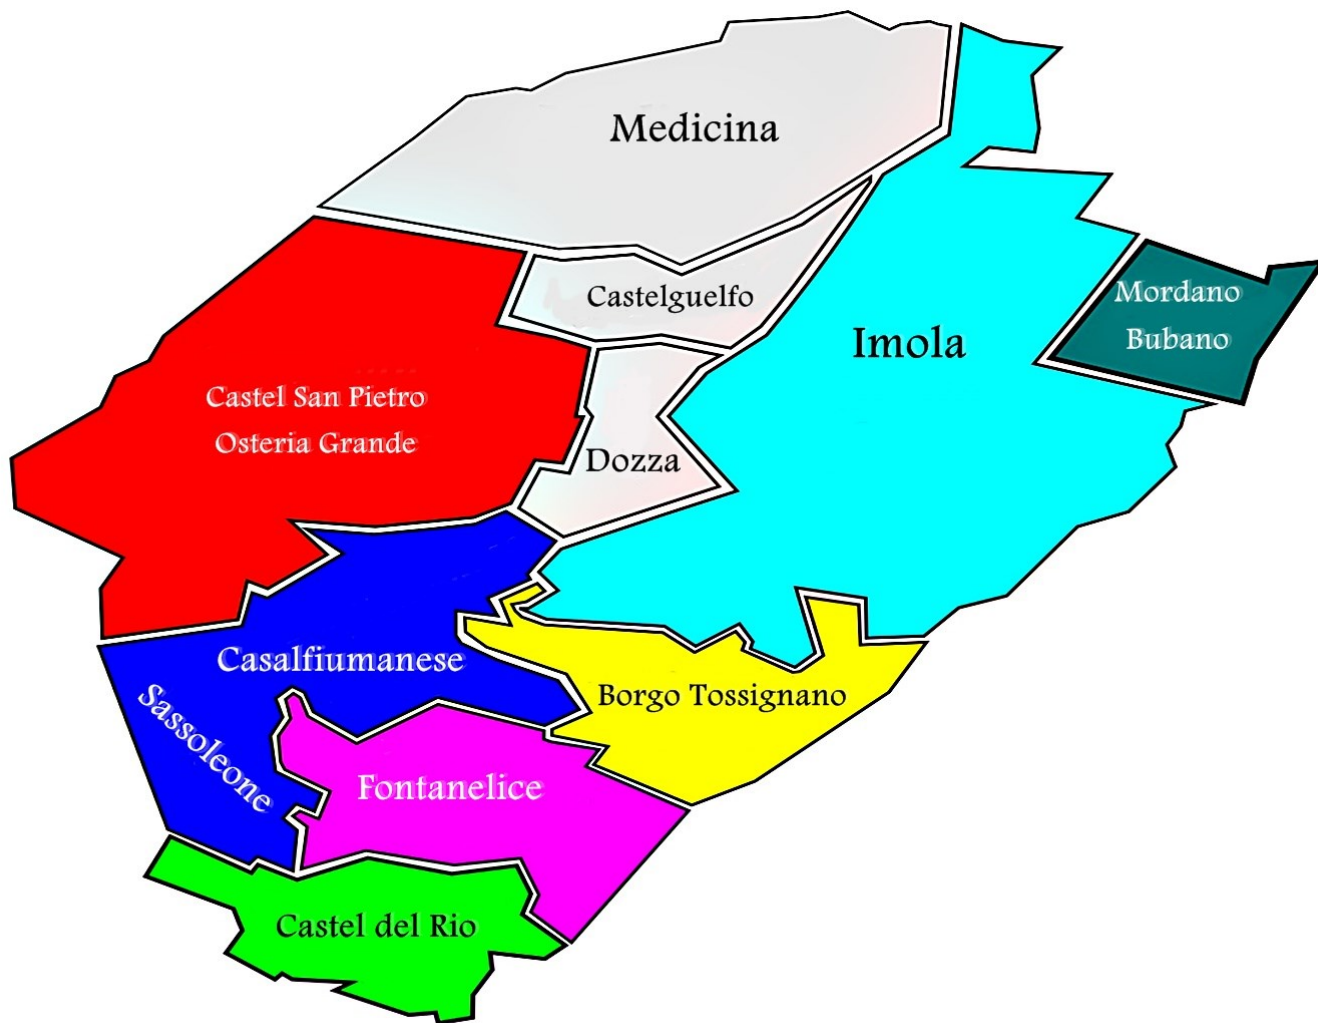 Medicina
Castelguelfo
Imola
Mordano
Bubano
Castel San Pietro
Osteria Grande
Dozza
Casalfiumanese
Sassoleone
Borgo Tossignano
Fontanelice
Castel del Rio